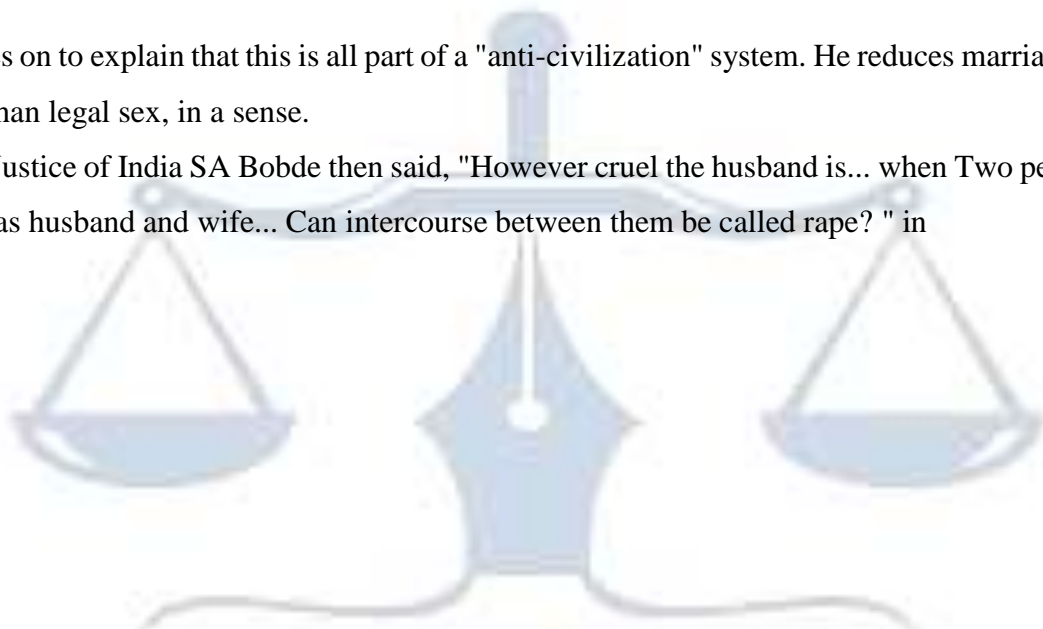 s on to explain that this is all part of a "anti-civilization" system. He reduces marria
han legal sex, in a sense.
ustice of India SA Bobde then said, "However cruel the husband is... when Two pe
as husband and wife... Can intercourse between them be called rape? " in